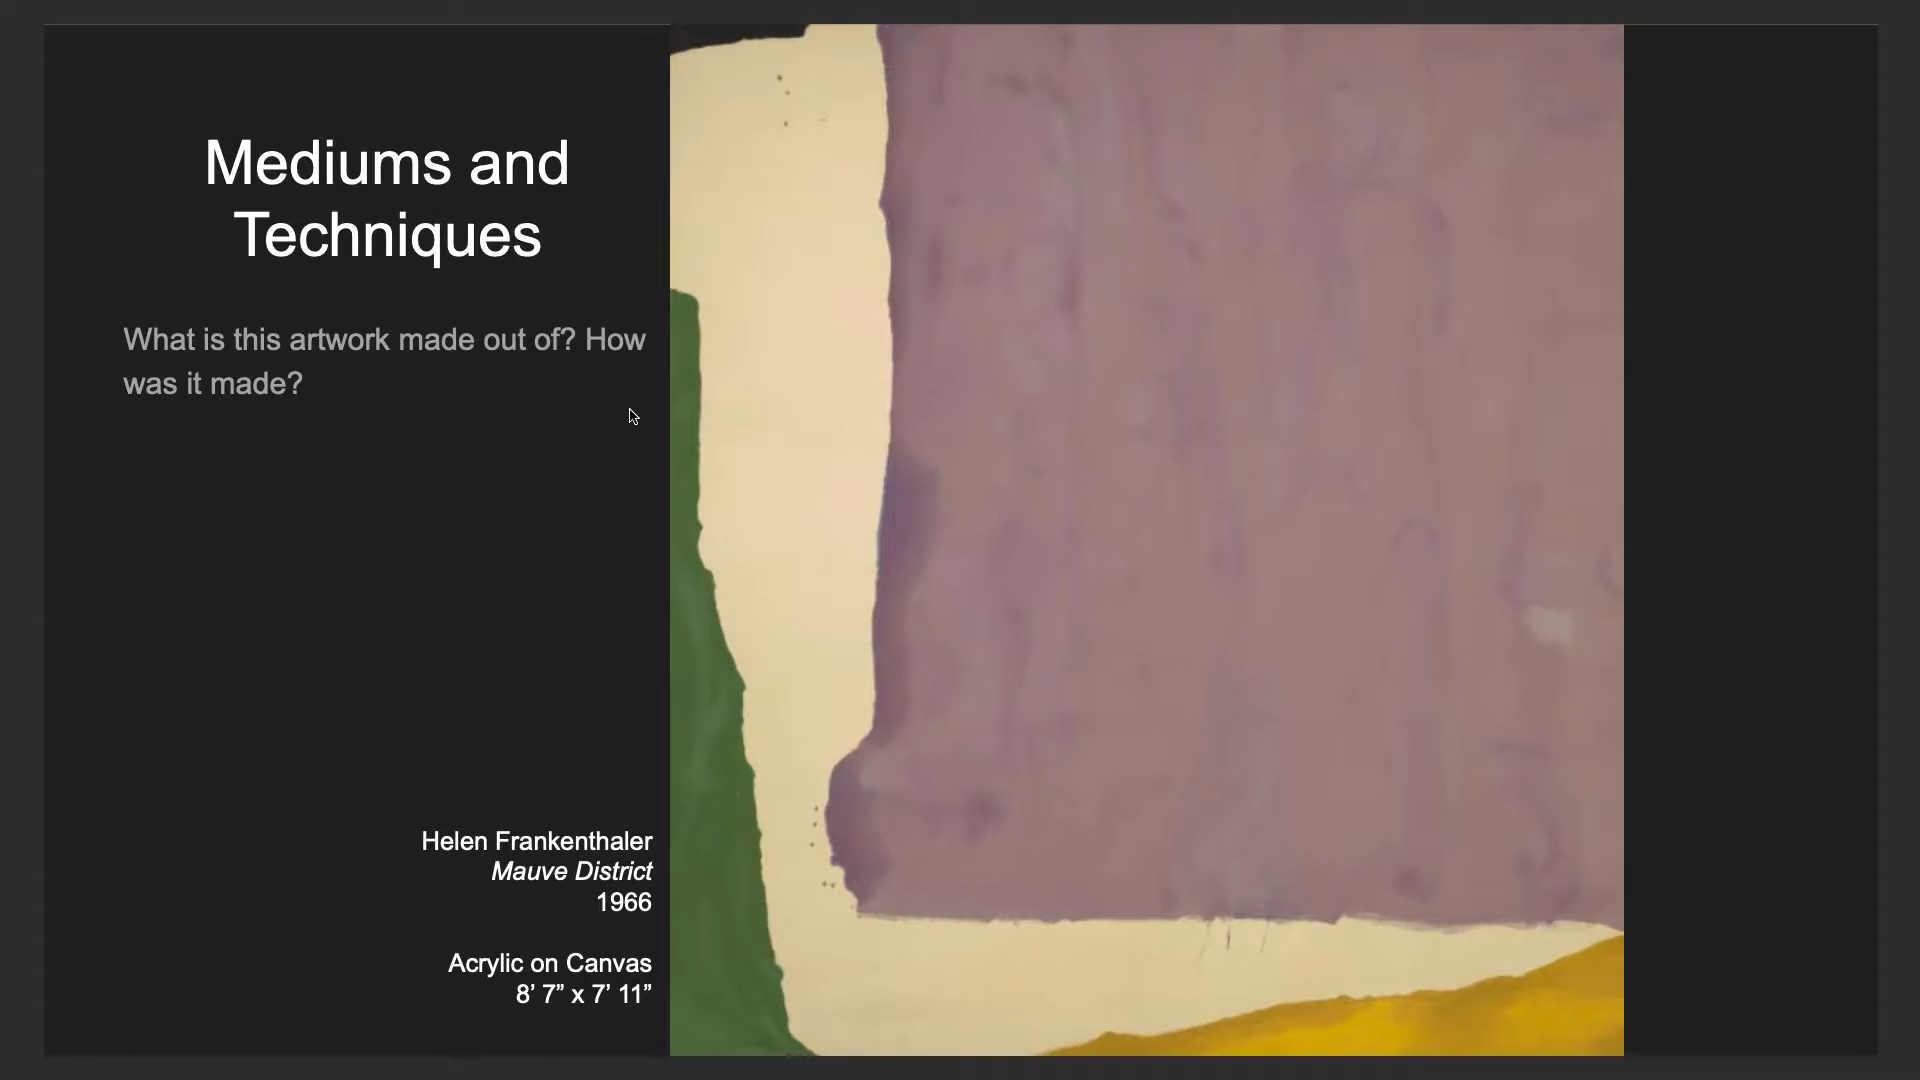 Mediums and
Techniques
What is this artwork made out of? How
was it made?
Helen Frankenthaler
Mauve District
1966
Acrylic on Canvas
8’ 7” x 7’ 11”